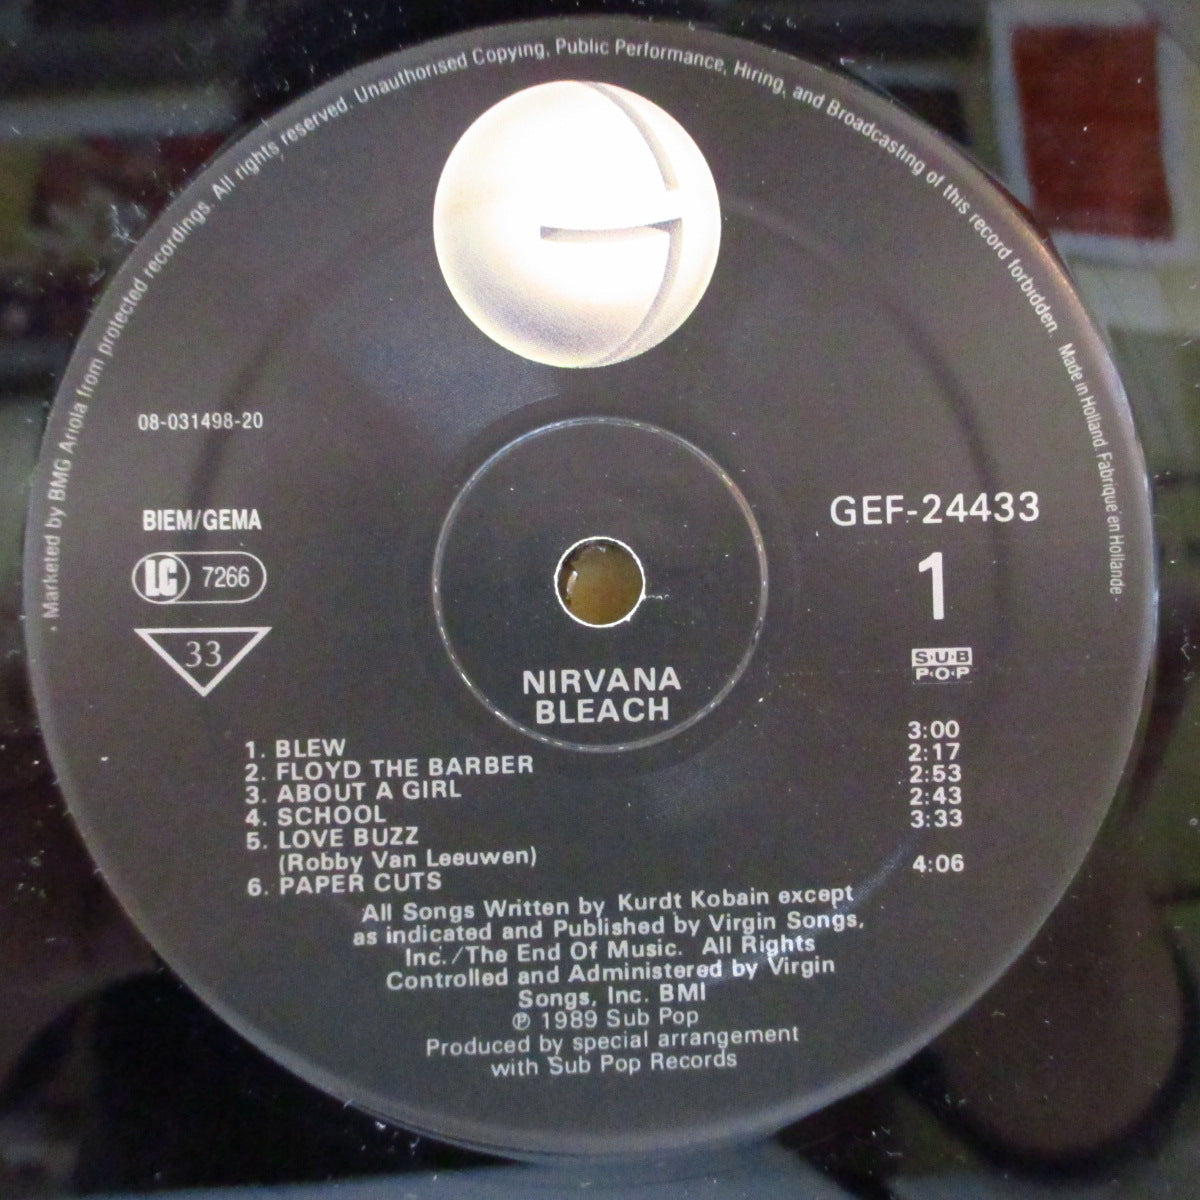 Marketed by BMG Ariola from protected recordings. All rights reserved. Unauthorised Copying, Public Performance, Hiring, and Broadcasting of this record forbidden. Made in Holland. Fabriqué en Hollande
08-031498-20
BIEM/GEMA
LC 7266
33
GEF-24433
1
SUB
POP
NIRVANA
BLEACH
1. BLEW 3:00
2. FLOYD THE BARBER 2:17
3. ABOUT A GIRL 2:53
4. SCHOOL 2:43
5. LOVE BUZZ 3:33
(Robby Van Leeuwen)
6. PAPER CUTS 4:06
All Songs Written by Kurdt Kobain except
as indicated and Published by Virgin Songs,
Inc./The End Of Music. All Rights
Controlled and Administered by Virgin
Songs, Inc. BMI
℗ 1989 Sub Pop
Produced by special arrangement
with Sub Pop Records